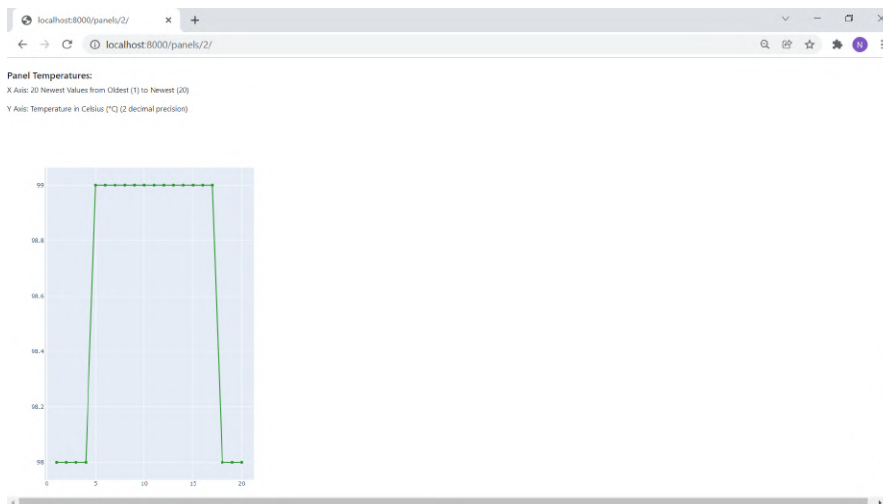 localhost:8000/panels/2/
localhost:8000/panels/2/
N
Panel Temperatures:
X Axis: 20 Newest Values from Oldest (1) to Newest (20)
Y Axis: Temperature in Celsius (°C) (2 decimal precision)
99
98.8
98.6
98.4
98.2
98
0 5 10 15 20